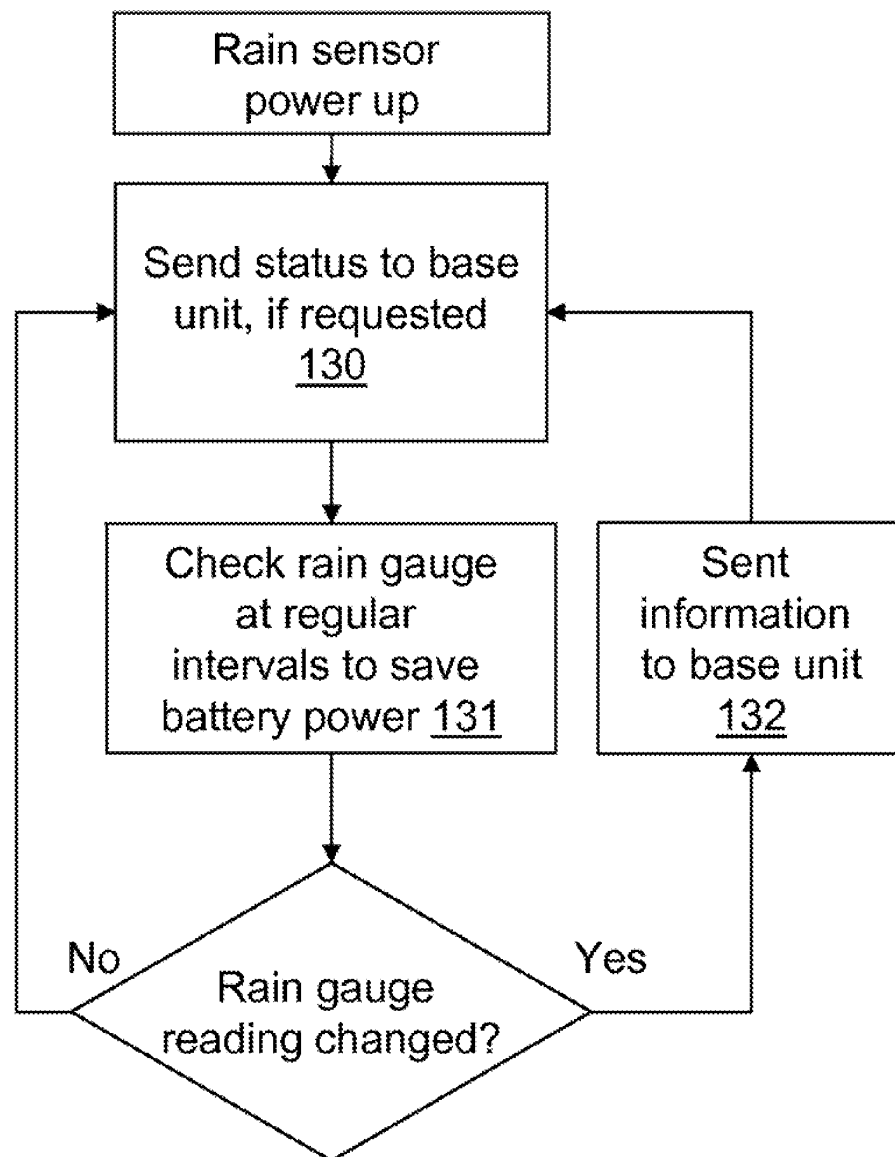 Rain sensor
power up
Send status to base
unit, if requested
130
Check rain gauge
at regular
intervals to save
battery power 131
Sent
information
to base unit
132
No
Yes
Rain gauge
reading changed?